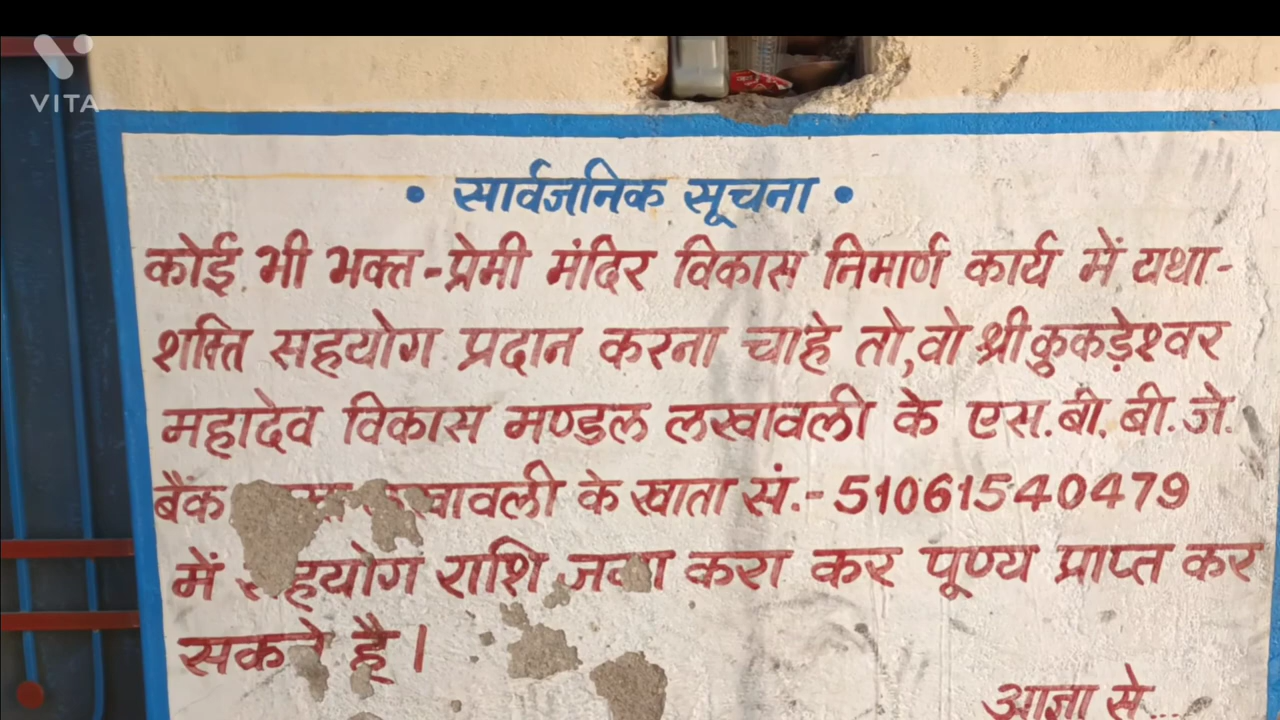 VITA
• सार्वजनिक सूचना •
कोई भी भक्त-प्रेमी मंदिर विकास निमार्ण कार्य में यथा-
शक्ति सहयोग प्रदान करना चाहे तो, वो श्री कुकड़ेश्वर
महादेव विकास मण्डल लखावली के एस. बी. बी. जे.
बैंक लखावली के खाता सं.- 51061540479
में सहयोग राशि जमा करा कर पूण्य प्राप्त कर
सकते है।
आज्ञा से...